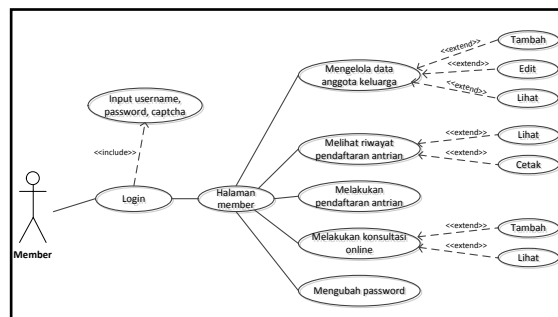 Input username,
password, captcha
<<include>>
Login
Member
Halaman
member
Mengelola data
anggota keluarga
<<extend>>
Tambah
<<extend>>
Edit
<<extend>>
Lihat
Melihat riwayat
pendaftaran antrian
<<extend>>
Lihat
<<extend>>
Cetak
Melakukan
pendaftaran antrian
Melakukan konsultasi
online
<<extend>>
Tambah
<<extend>>
Lihat
Mengubah password